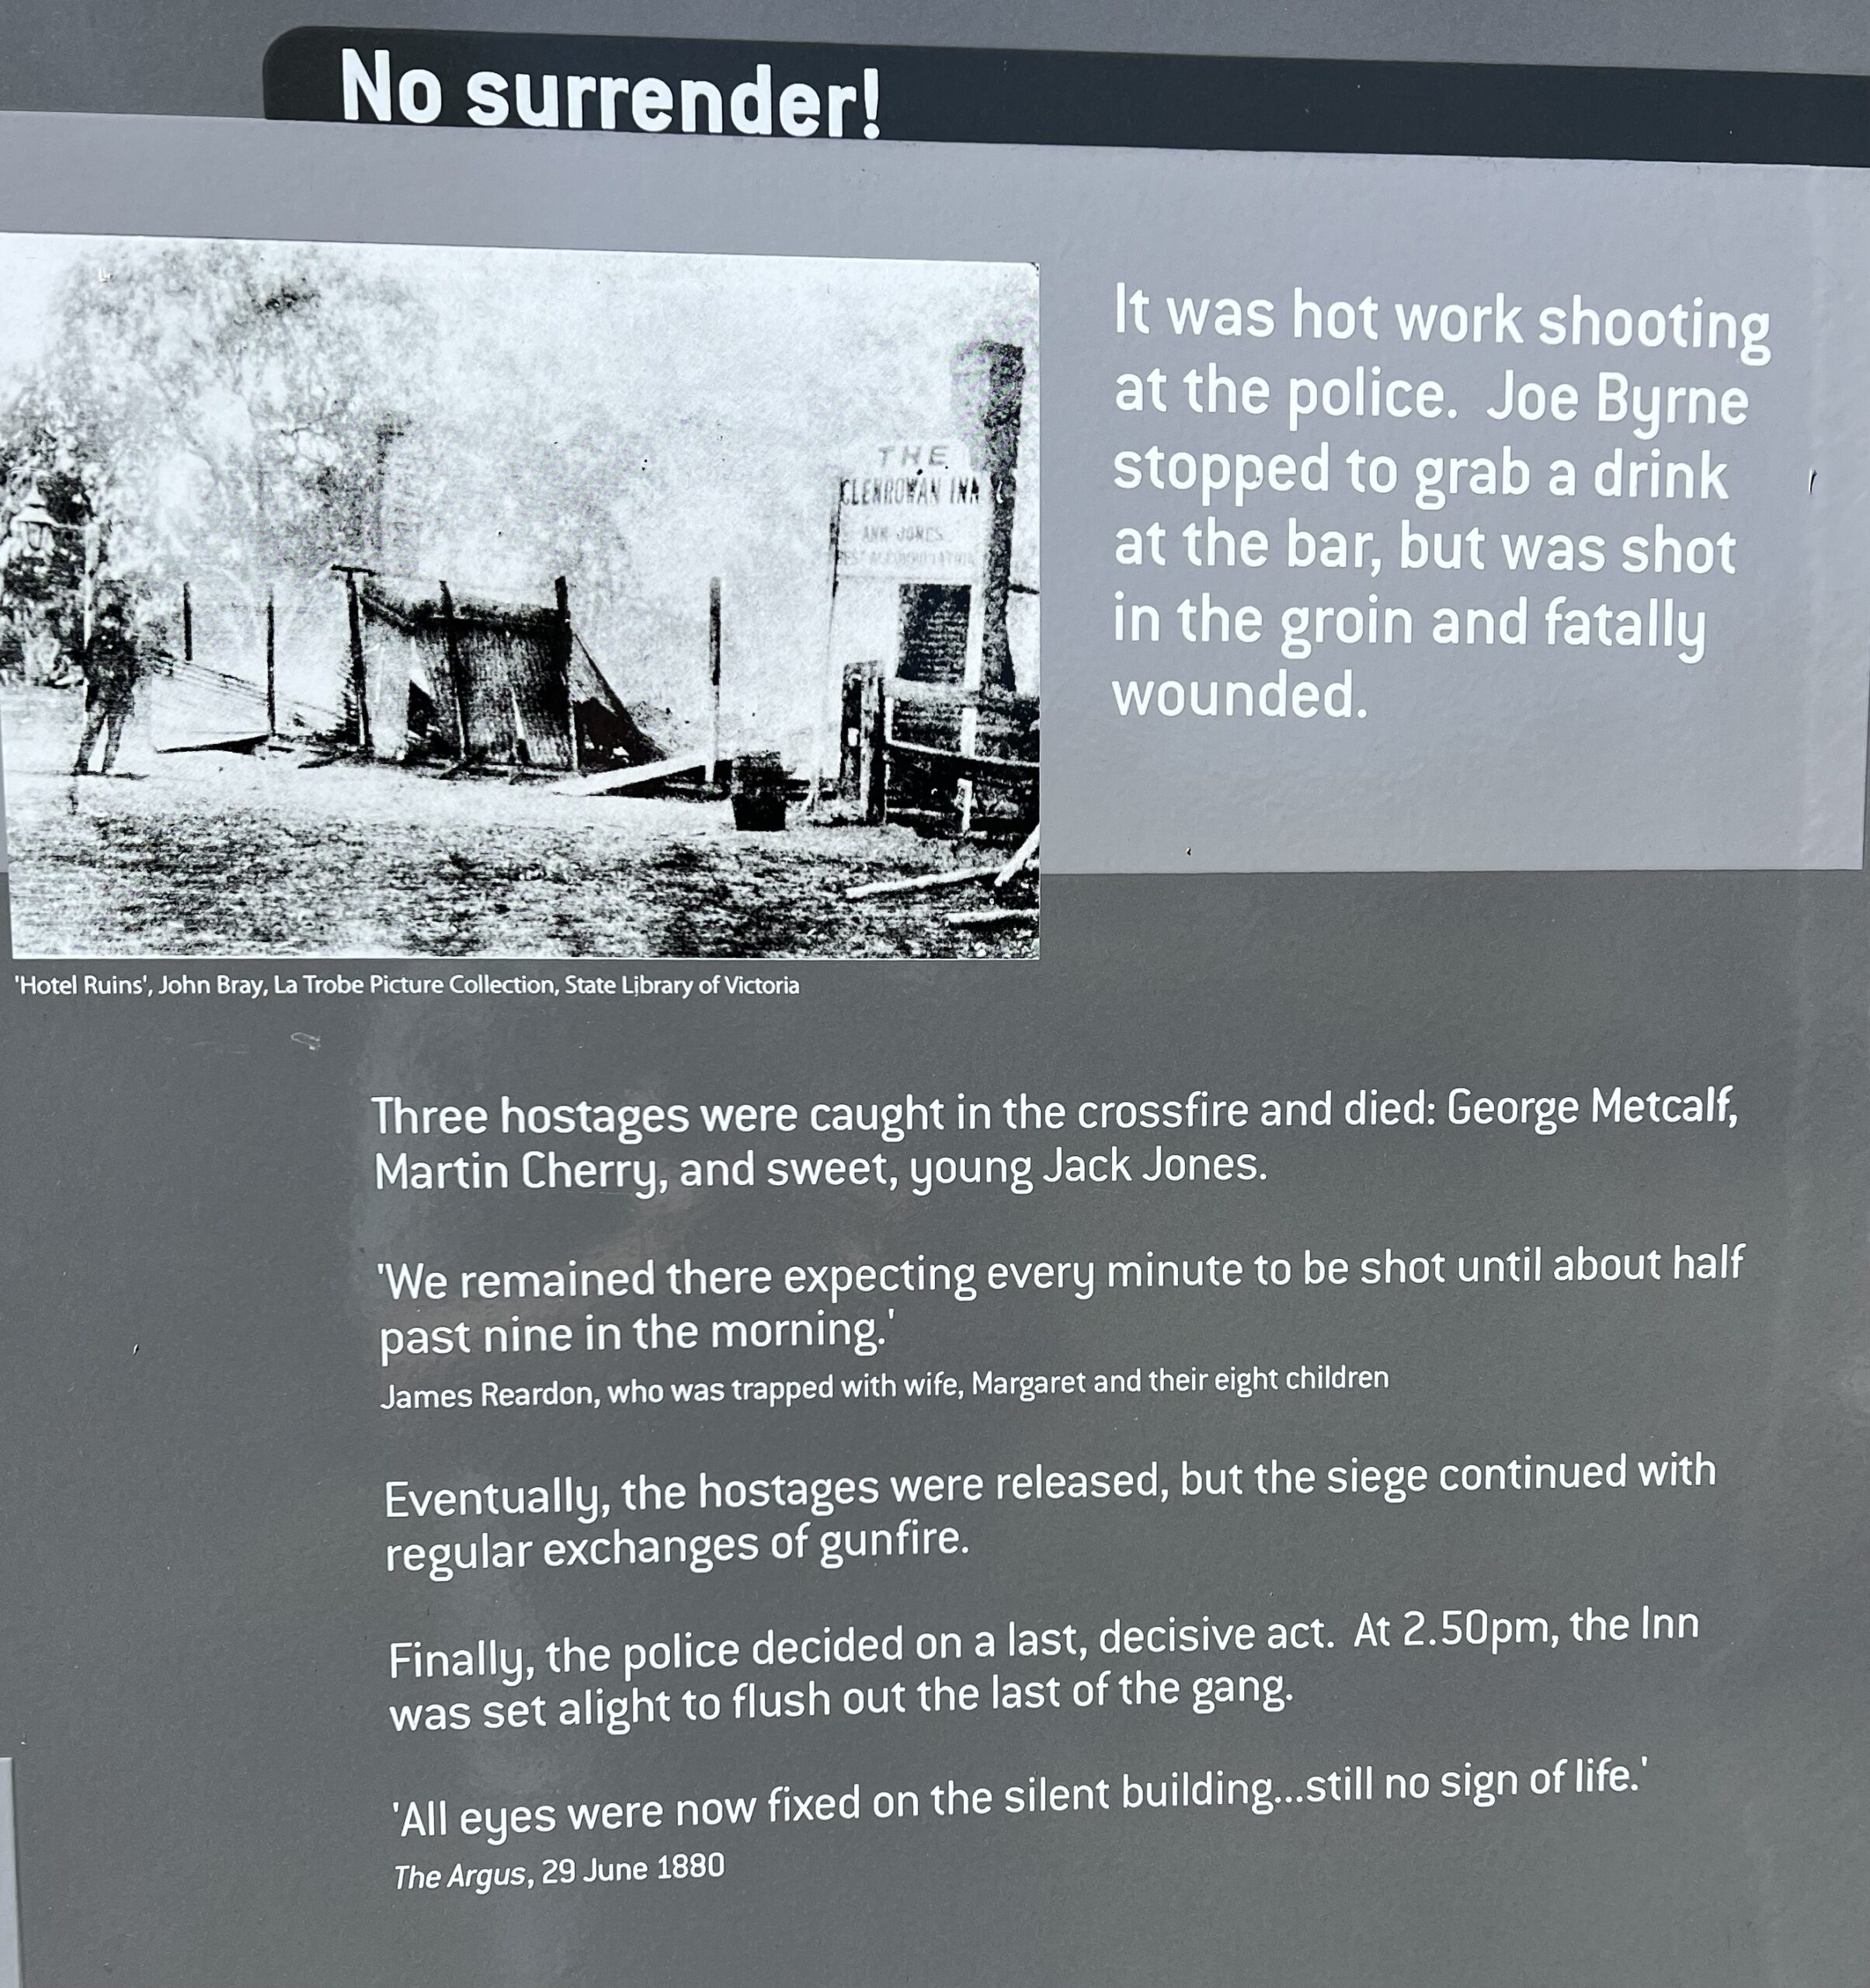 No surrender!
It was hot work shooting
at the police. Joe Byrne
stopped to grab a drink
at the bar, but was shot
in the groin and fatally
wounded.
THE
GLENROWAN INN
ANN JONES
BEST ACCOMMODATION
'Hotel Ruins', John Bray, La Trobe Picture Collection, State Library of Victoria
Three hostages were caught in the crossfire and died: George Metcalf,
Martin Cherry, and sweet, young Jack Jones.
'We remained there expecting every minute to be shot until about half
past nine in the morning.'
James Reardon, who was trapped with wife, Margaret and their eight children
Eventually, the hostages were released, but the siege continued with
regular exchanges of gunfire.
Finally, the police decided on a last, decisive act. At 2.50pm, the Inn
was set alight to flush out the last of the gang.
'All eyes were now fixed on the silent building...still no sign of life.'
The Argus, 29 June 1880